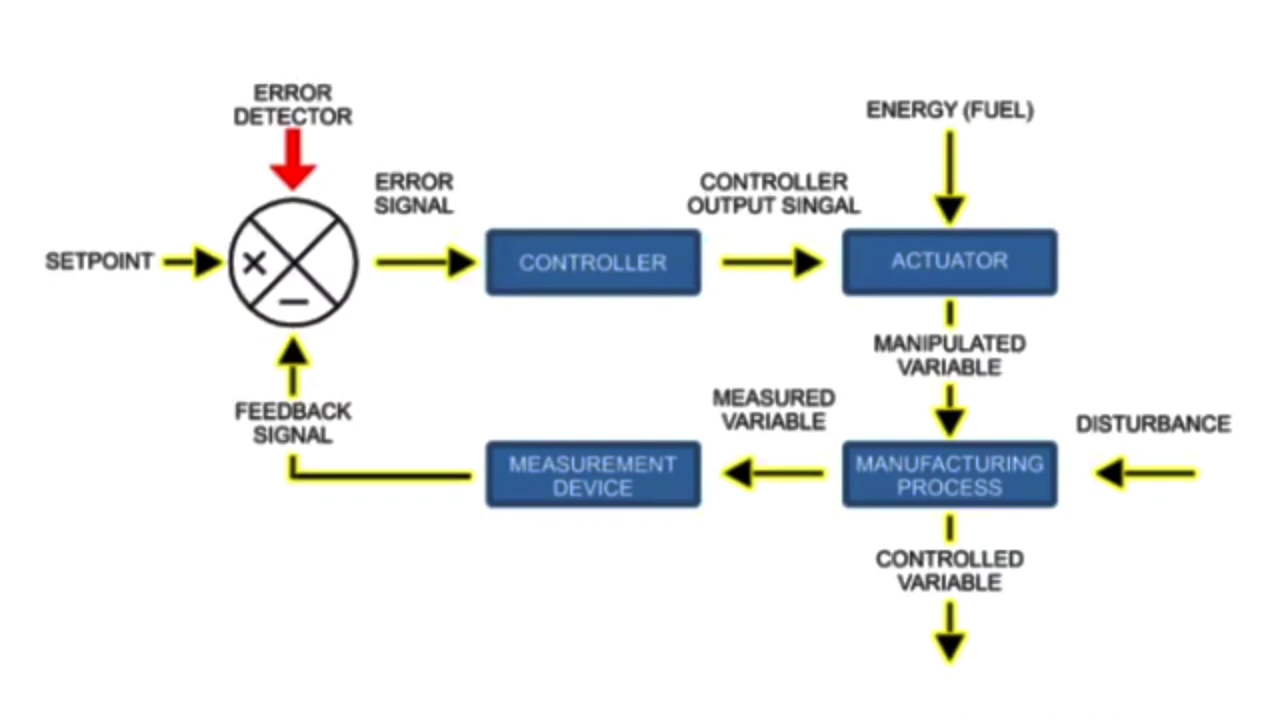 ERROR
DETECTOR
ENERGY (FUEL)
ERROR
SIGNAL
CONTROLLER
OUTPUT SINGAL
SETPOINT
×
−
CONTROLLER
ACTUATOR
MANIPULATED
VARIABLE
FEEDBACK
SIGNAL
MEASURED
VARIABLE
DISTURBANCE
MEASUREMENT
DEVICE
MANUFACTURING
PROCESS
CONTROLLED
VARIABLE